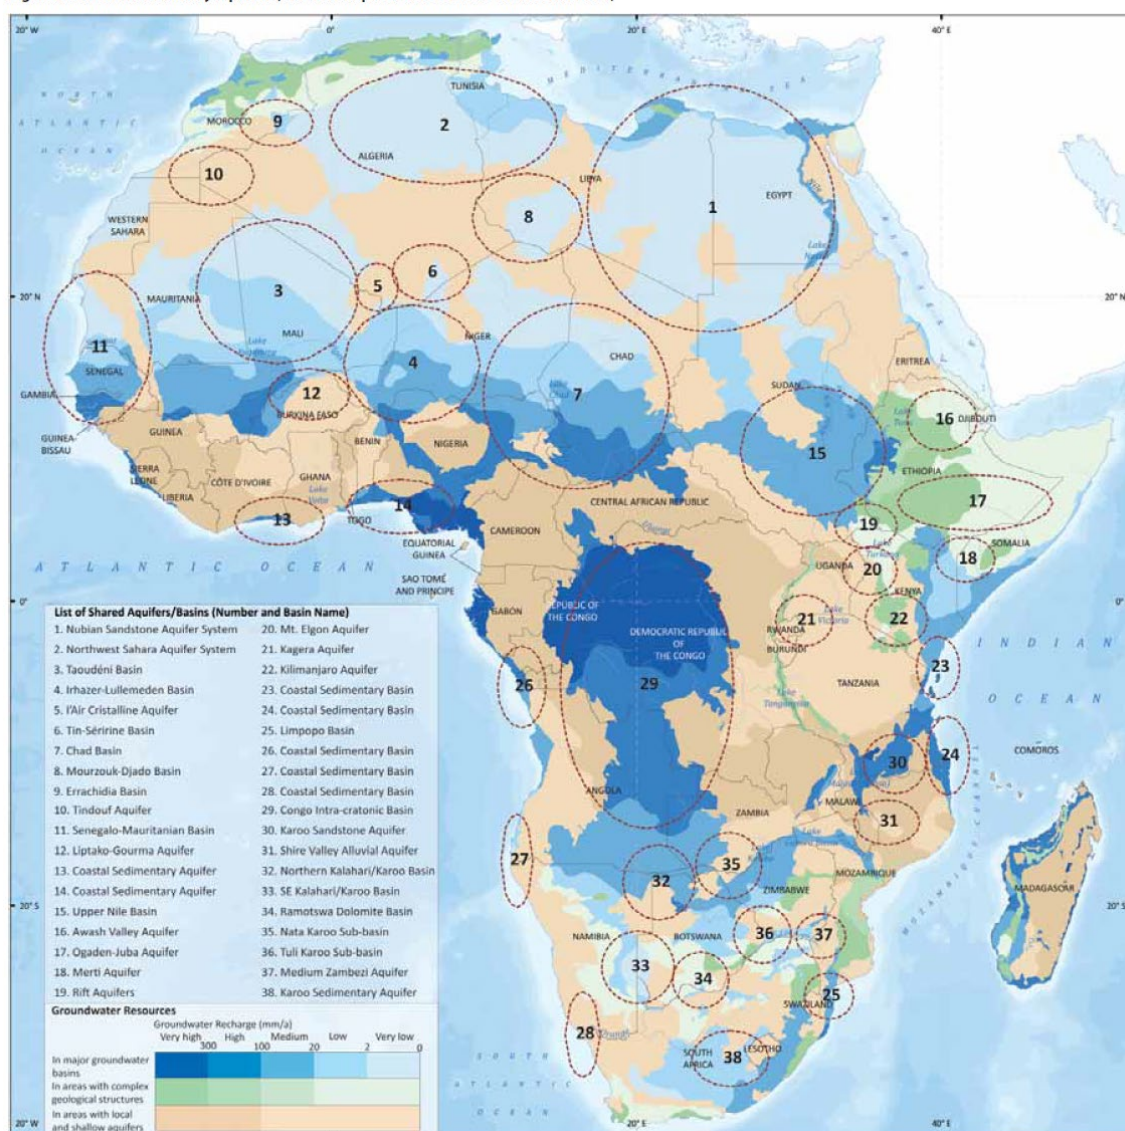 20° W
0°
20° E
40° E
MEDITERRANEAN SEA
NORTH
ATLANTIC
OCEAN
TUNISIA
MOROCCO
9
2
ALGERIA
10
LIBYA
EGYPT
Nile
1
8
WESTERN
SAHARA
Lake
6
5
20° N
20° N
3
MAURITANIA
MALI
Lake
NIGER
4
CHAD
11
SENEGAL
ERITREA
SUDAN
12
BURKINA FASO
7
Lake
Chad
GAMBIA
16
DJIBOUTI
Lake
Tana
GUINEA-
BISSAU
GUINEA
BENIN
NIGERIA
15
ETHIOPIA
SIERRA
LEONE
CÔTE D'IVOIRE
GHANA
Lake
Volta
LIBERIA
CENTRAL AFRICAN REPUBLIC
17
13
TOGO
14
CAMEROON
19
Lake
Turkana
SOMALIA
EQUATORIAL
GUINEA
18
ATLANTIC OCEAN
SAO TOMÉ
AND PRINCIPE
UGANDA
20
KENYA
0°
0°
GABON
REPUBLIC OF
THE CONGO
DEMOCRATIC REPUBLIC
OF
THE CONGO
21
Lake
Victoria
22
RWANDA
BURUNDI
INDIAN
OCEAN
26
29
TANZANIA
23
Lake
Tanganyika
24
COMOROS
30
ANGOLA
ZAMBIA
MALAWI
31
27
35
Lake
32
ZIMBABWE
MOZAMBIQUE
MADAGASCAR
MOZAMBIQUE CURRENT
20° S
NAMIBIA
BOTSWANA
36
37
33
34
SWAZILAND
25
28
SOUTH
AFRICA
38
LESOTHO
SOUTH
ATLANTIC
OCEAN
List of Shared Aquifers/Basins (Number and Basin Name)
1. Nubian Sandstone Aquifer System
2. Northwest Sahara Aquifer System
3. Taoudéni Basin
4. Irhazer-Lullemeden Basin
5. l'Air Cristalline Aquifer
6. Tin-Séririne Basin
7. Chad Basin
8. Mourzouk-Djado Basin
9. Errachidia Basin
10. Tindouf Aquifer
11. Senegalo-Mauritanian Basin
12. Liptako-Gourma Aquifer
13. Coastal Sedimentary Aquifer
14. Coastal Sedimentary Aquifer
15. Upper Nile Basin
16. Awash Valley Aquifer
17. Ogaden-Juba Aquifer
18. Merti Aquifer
19. Rift Aquifers
20. Mt. Elgon Aquifer
21. Kagera Aquifer
22. Kilimanjaro Aquifer
23. Coastal Sedimentary Basin
24. Coastal Sedimentary Basin
25. Limpopo Basin
26. Coastal Sedimentary Basin
27. Coastal Sedimentary Basin
28. Coastal Sedimentary Basin
29. Congo Intra-cratonic Basin
30. Karoo Sandstone Aquifer
31. Shire Valley Alluvial Aquifer
32. Northern Kalahari/Karoo Basin
33. SE Kalahari/Karoo Basin
34. Ramotswa Dolomite Basin
35. Nata Karoo Sub-basin
36. Tuli Karoo Sub-basin
37. Medium Zambezi Aquifer
38. Karoo Sedimentary Aquifer
Groundwater Resources
Groundwater Recharge (mm/a)
Very high High Medium Low Very low
300 100 20 2 0
In major groundwater
basins
In areas with complex
geological structures
In areas with local
and shallow aquifers
20° W
0°
20° E
40° E